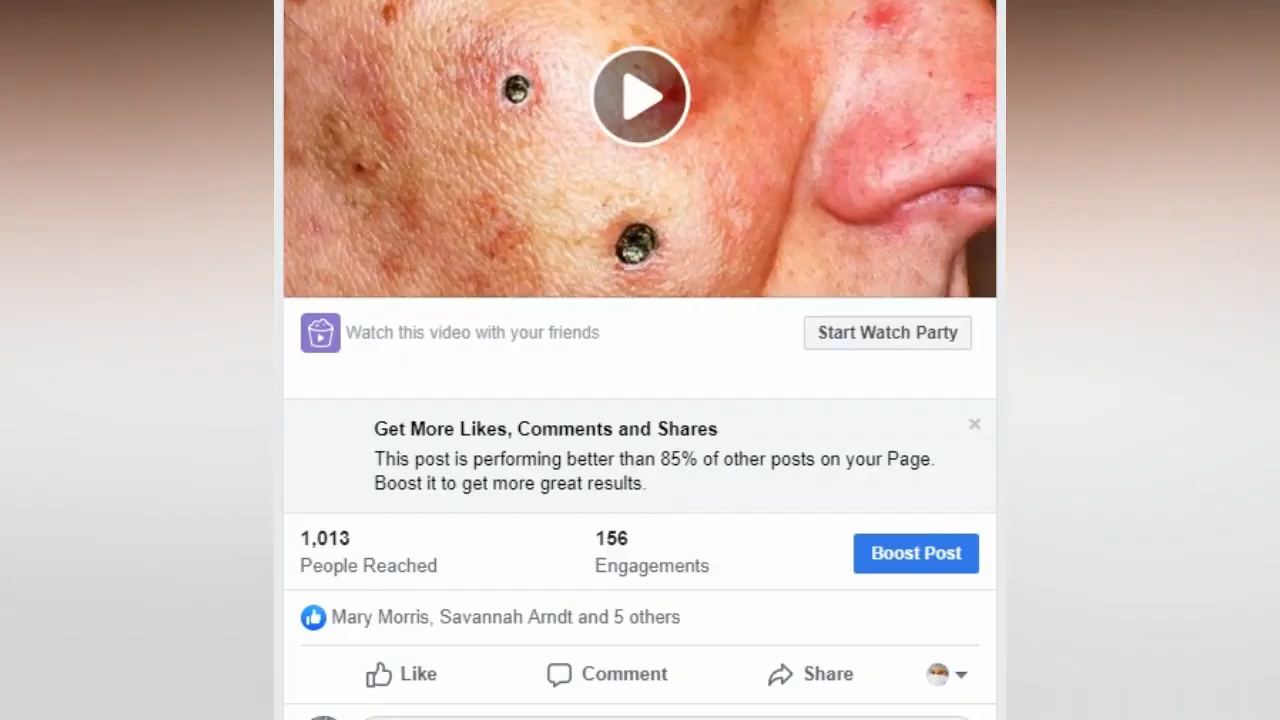 Watch this video with your friends
Start Watch Party
Get More Likes, Comments and Shares
This post is performing better than 85% of other posts on your Page.
Boost it to get more great results.
1,013
People Reached
156
Engagements
Boost Post
Mary Morris, Savannah Arndt and 5 others
Like
Comment
Share